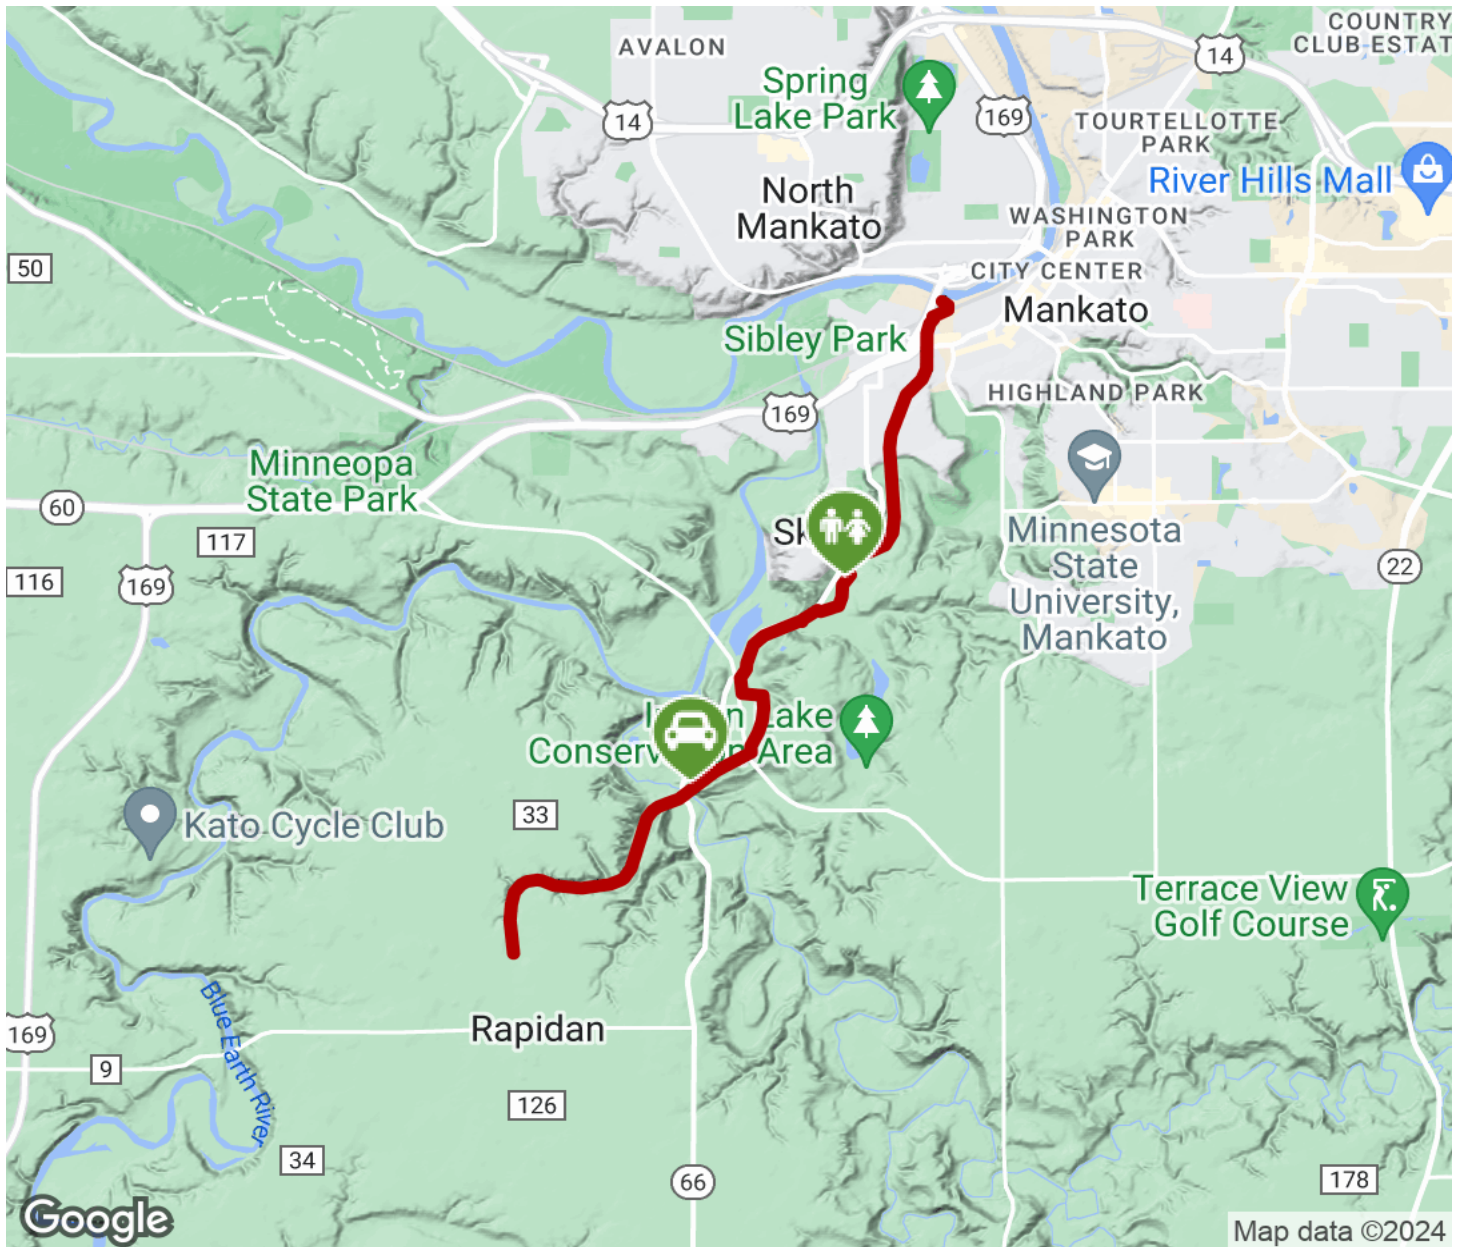 COUNTRY
CLUB ESTAT
AVALON
14
Spring
Lake Park
14
169
TOURTELLOTTE
PARK
River Hills Mall
North
Mankato
WASHINGTON
PARK
50
CITY CENTER
Mankato
Sibley Park
HIGHLAND PARK
169
Minneopa
State Park
60
Sk
117
Minnesota
State
University,
Mankato
22
116
169
Lake
Conserv
n Area
33
Kato Cycle Club
Terrace View
Golf Course
Blue Earth River
Rapidan
169
9
126
34
66
178
Google
Map data ©2024